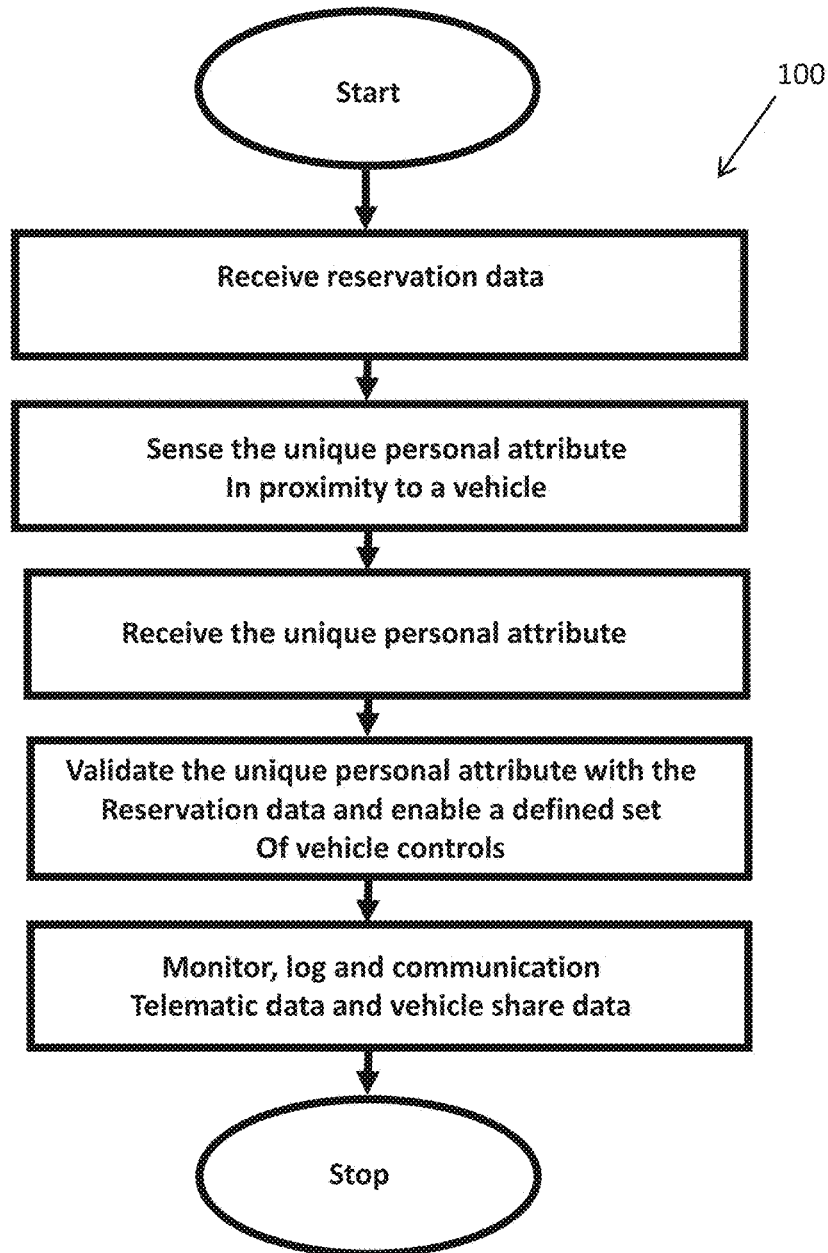 Start
100
Receive reservation data
Sense the unique personal attribute
In proximity to a vehicle
Receive the unique personal attribute
Validate the unique personal attribute with the
Reservation data and enable a defined set
Of vehicle controls
Monitor, log and communication
Telematic data and vehicle share data
Stop